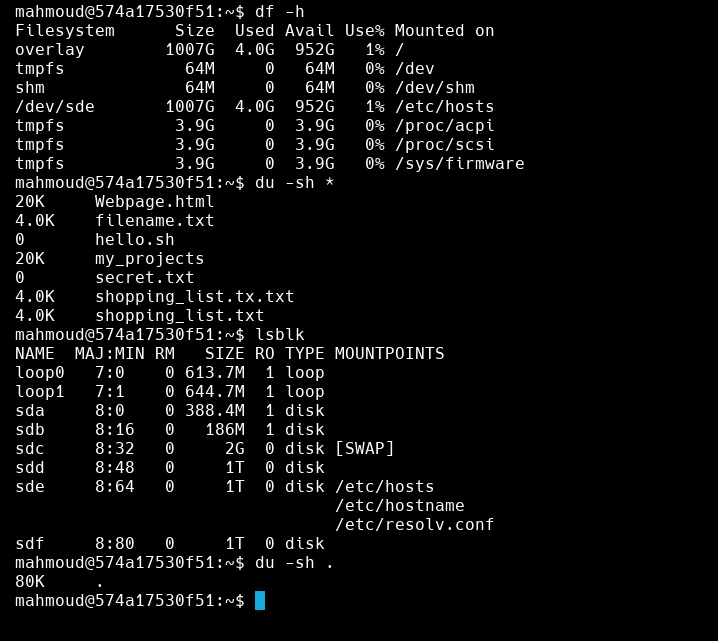 mahmoud@574a17530f51:~$ df -h
Filesystem      Size  Used Avail Use% Mounted on
overlay        1007G  4.0G  952G   1% /
tmpfs            64M     0   64M   0% /dev
shm              64M     0   64M   0% /dev/shm
/dev/sde       1007G  4.0G  952G   1% /etc/hosts
tmpfs           3.9G     0  3.9G   0% /proc/acpi
tmpfs           3.9G     0  3.9G   0% /proc/scsi
tmpfs           3.9G     0  3.9G   0% /sys/firmware
mahmoud@574a17530f51:~$ du -sh *
20K     Webpage.html
4.0K    filename.txt
0       hello.sh
20K     my_projects
0       secret.txt
4.0K    shopping_list.tx.txt
4.0K    shopping_list.txt
mahmoud@574a17530f51:~$ lsblk
NAME  MAJ:MIN RM   SIZE RO TYPE MOUNTPOINTS
loop0   7:0    0 613.7M  1 loop
loop1   7:1    0 644.7M  1 loop
sda     8:0    0 388.4M  1 disk
sdb     8:16   0   186M  1 disk
sdc     8:32   0     2G  0 disk [SWAP]
sdd     8:48   0     1T  0 disk
sde     8:64   0     1T  0 disk /etc/hosts
                                /etc/hostname
                                /etc/resolv.conf
sdf     8:80   0     1T  0 disk
mahmoud@574a17530f51:~$ du -sh .
80K     .
mahmoud@574a17530f51:~$